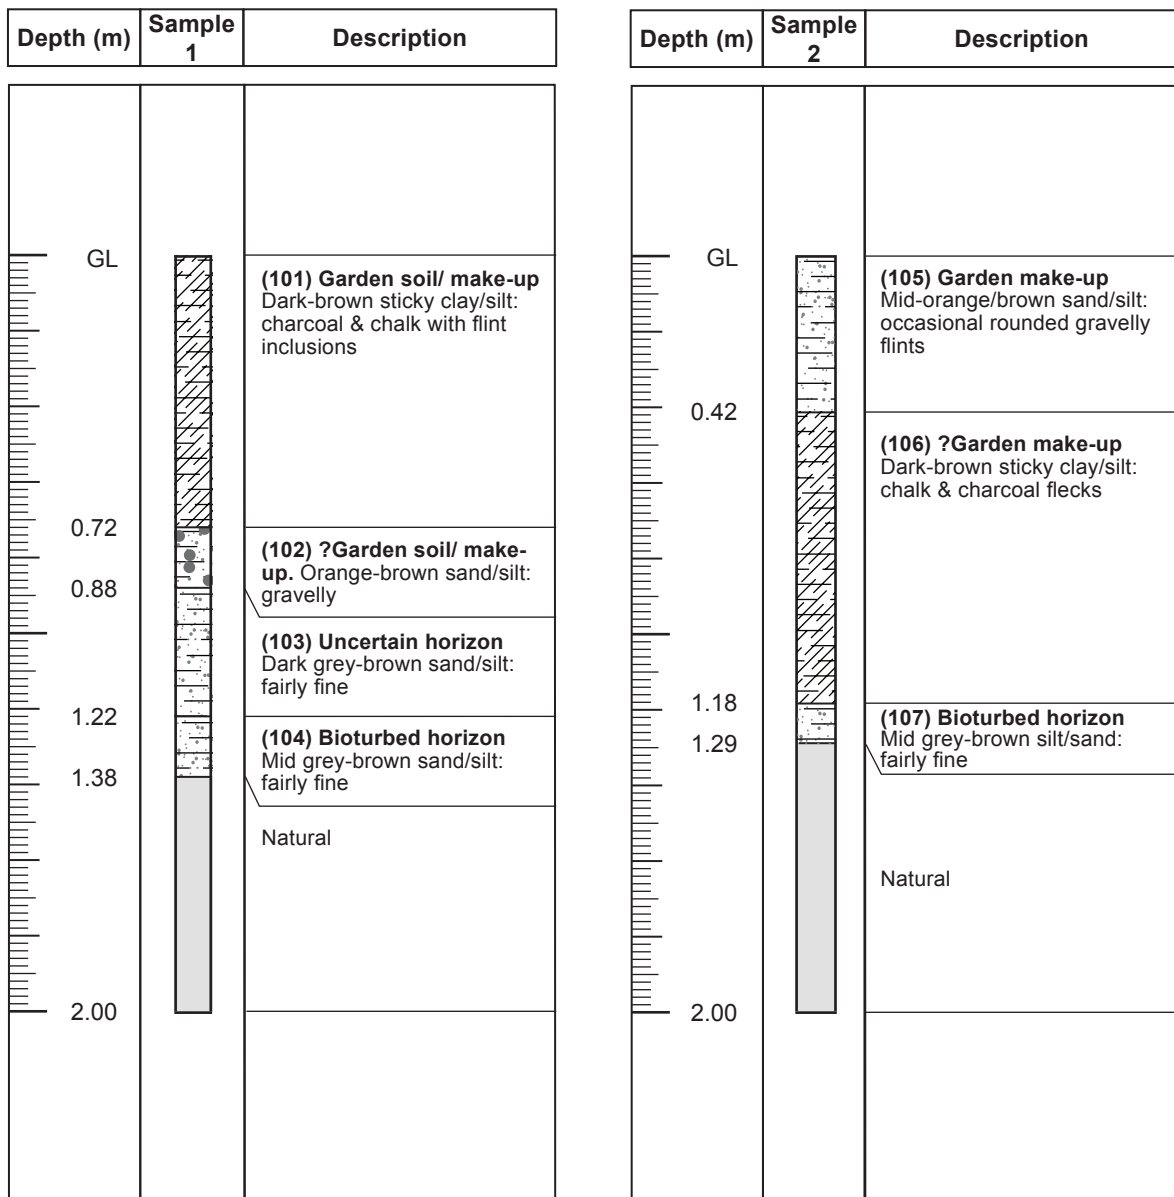 Depth (m)
Sample
1
Description
GL
(101) Garden soil/ make-up
Dark-brown sticky clay/silt:
charcoal & chalk with flint
inclusions
0.72
(102) ?Garden soil/ make-
up. Orange-brown sand/silt:
gravelly
0.88
(103) Uncertain horizon
Dark grey-brown sand/silt:
fairly fine
1.22
(104) Bioturbed horizon
Mid grey-brown sand/silt:
fairly fine
1.38
Natural
2.00
Depth (m)
Sample
2
Description
GL
(105) Garden make-up
Mid-orange/brown sand/silt:
occasional rounded gravelly
flints
0.42
(106) ?Garden make-up
Dark-brown sticky clay/silt:
chalk & charcoal flecks
1.18
(107) Bioturbed horizon
Mid grey-brown silt/sand:
fairly fine
1.29
Natural
2.00